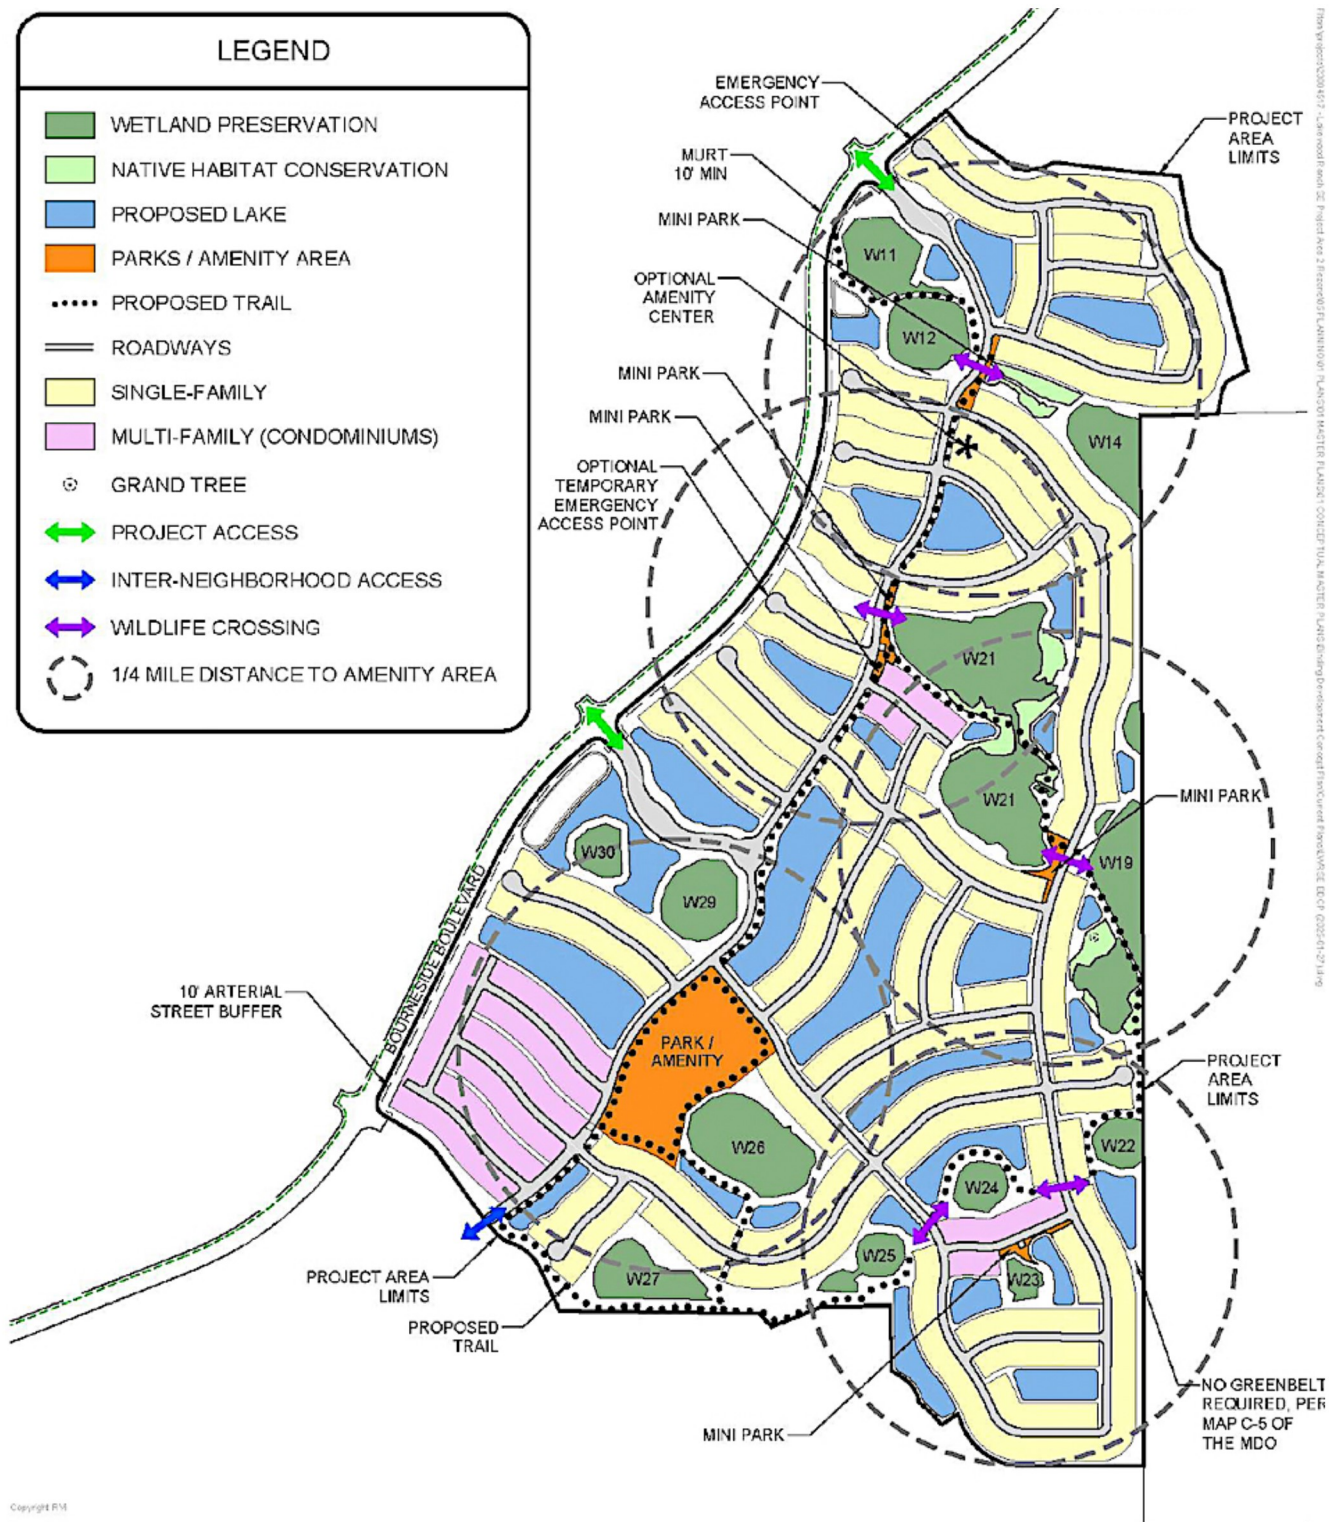 LEGEND
WETLAND PRESERVATION
NATIVE HABITAT CONSERVATION
PROPOSED LAKE
PARKS / AMENITY AREA
PROPOSED TRAIL
ROADWAYS
SINGLE-FAMILY
MULTI-FAMILY (CONDOMINIUMS)
GRAND TREE
PROJECT ACCESS
INTER-NEIGHBORHOOD ACCESS
WILDLIFE CROSSING
1/4 MILE DISTANCE TO AMENITY AREA
EMERGENCY
ACCESS POINT
PROJECT
AREA
LIMITS
MURT
10' MIN
MINI PARK
OPTIONAL
AMENITY
CENTER
MINI PARK
MINI PARK
OPTIONAL
TEMPORARY
EMERGENCY
ACCESS POINT
W11
W12
W14
W21
W21
MINI PARK
W19
W30
W29
BOURNESIDE BOULEVARD
10' ARTERIAL
STREET BUFFER
PARK /
AMENITY
PROJECT
AREA
LIMITS
W26
W22
W24
W25
W27
W23
PROJECT AREA
LIMITS
PROPOSED
TRAIL
MINI PARK
NO GREENBELT
REQUIRED, PER
MAP C-5 OF
THE MDO
Copyright RVi